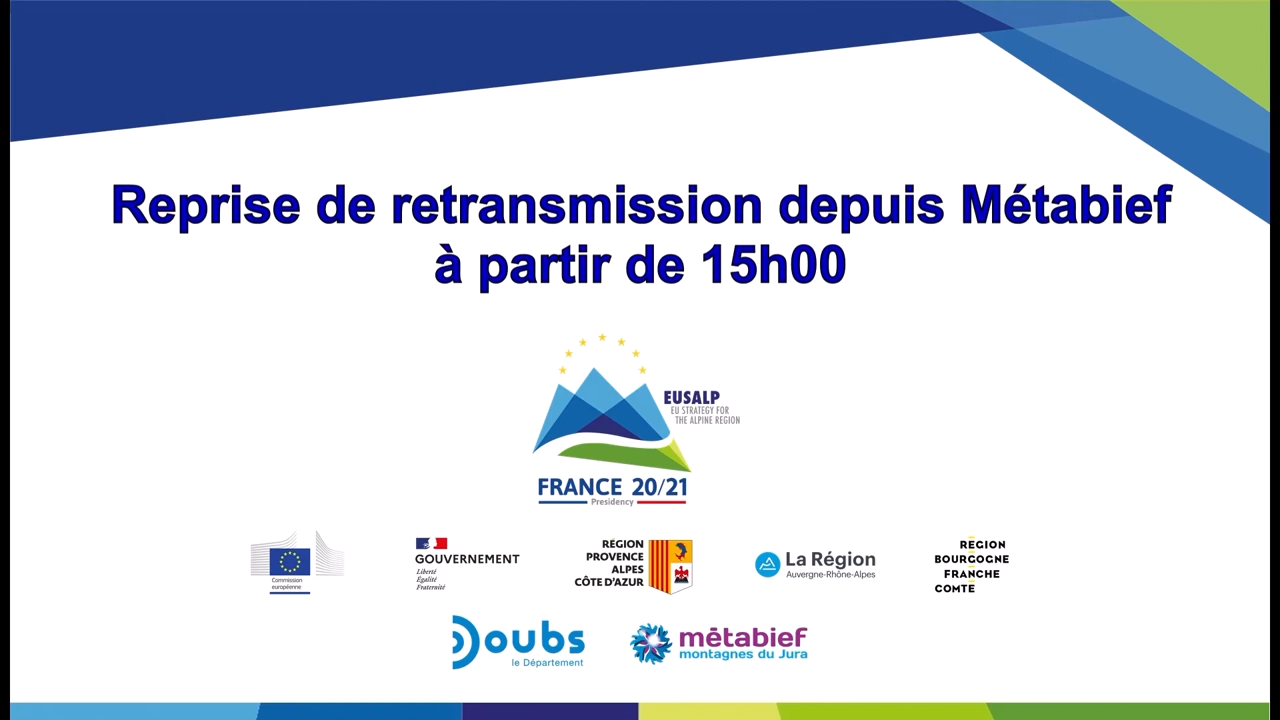 Reprise de retransmission depuis Métabief
à partir de 15h00
EUSALP
EU STRATEGY FOR
THE ALPINE REGION
FRANCE 20/21
Presidency
Commission
européenne
GOUVERNEMENT
Liberté
Égalité
Fraternité
RÉGION
PROVENCE
ALPES
CÔTE D'AZUR
La Région
Auvergne-Rhône-Alpes
REGION
BOURGOGNE
FRANCHE
COMTE
Doubs
le Département
métabief
montagnes du Jura